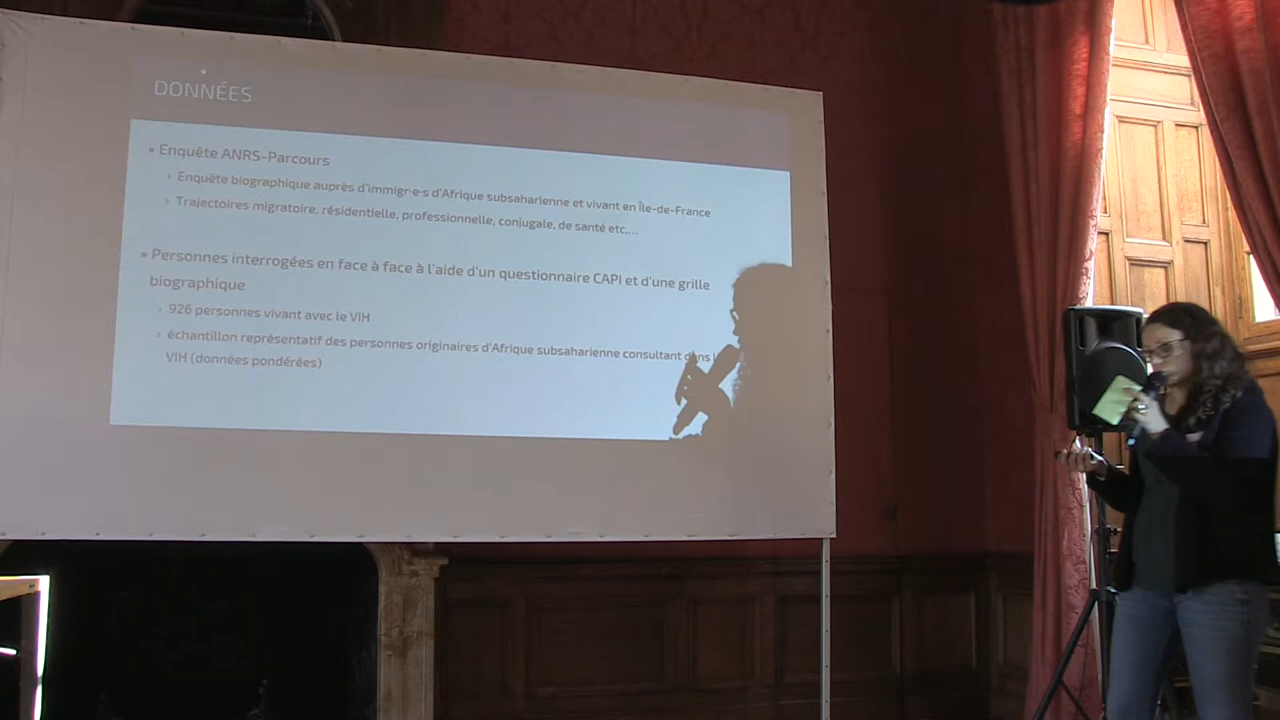 DONNÉES
Enquête ANRS-Parcours
Enquête biographique auprès d'immigr·e·s d'Afrique subsaharienne et vivant en Île-de-France
Trajectoires migratoire, résidentielle, professionnelle, conjugale, de santé etc,...
Personnes interrogées en face à face à l'aide d'un questionnaire CAPI et d'une grille
biographique
926 personnes vivant avec le VIH
échantillon représentatif des personnes originaires d'Afrique subsaharienne consultant dans
VIH (données pondérées)